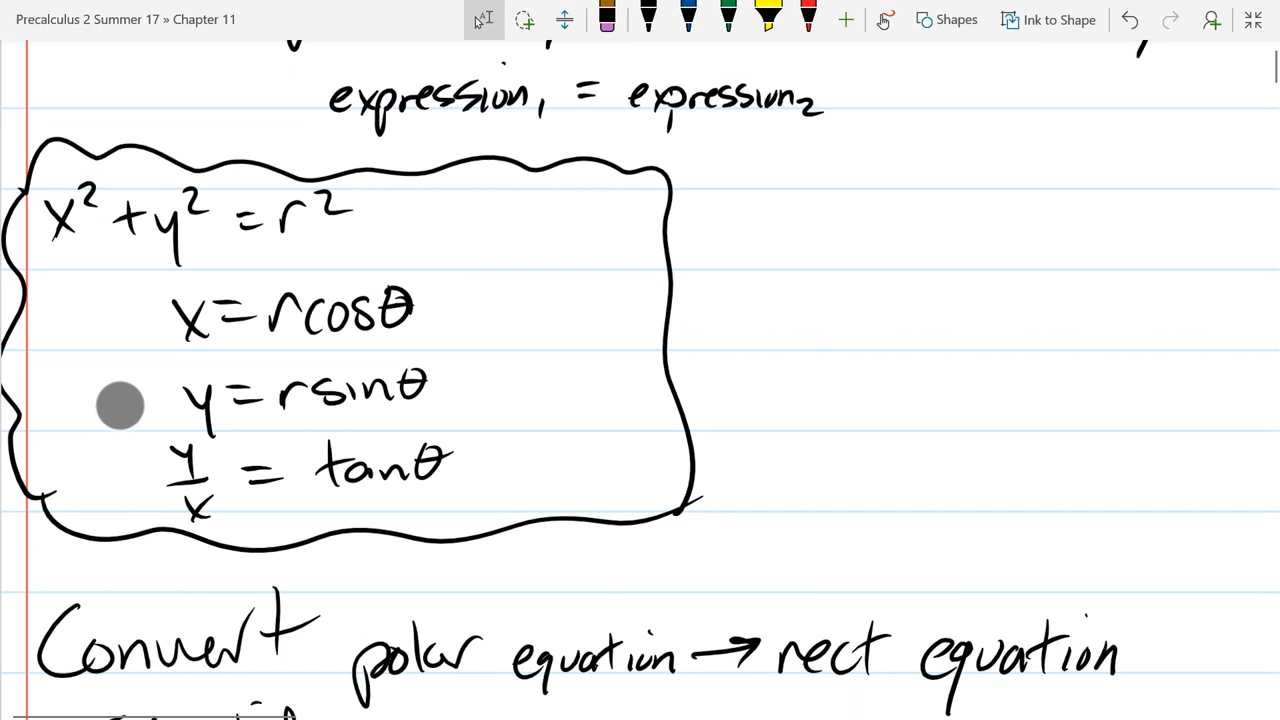 Precalculus 2 Summer 17 » Chapter 11
Shapes
Ink to Shape
expression₁ = expression₂
x² + y² = r²
x = r cos θ
y = r sin θ
y/x = tan θ
Convert polar equation → rect equation